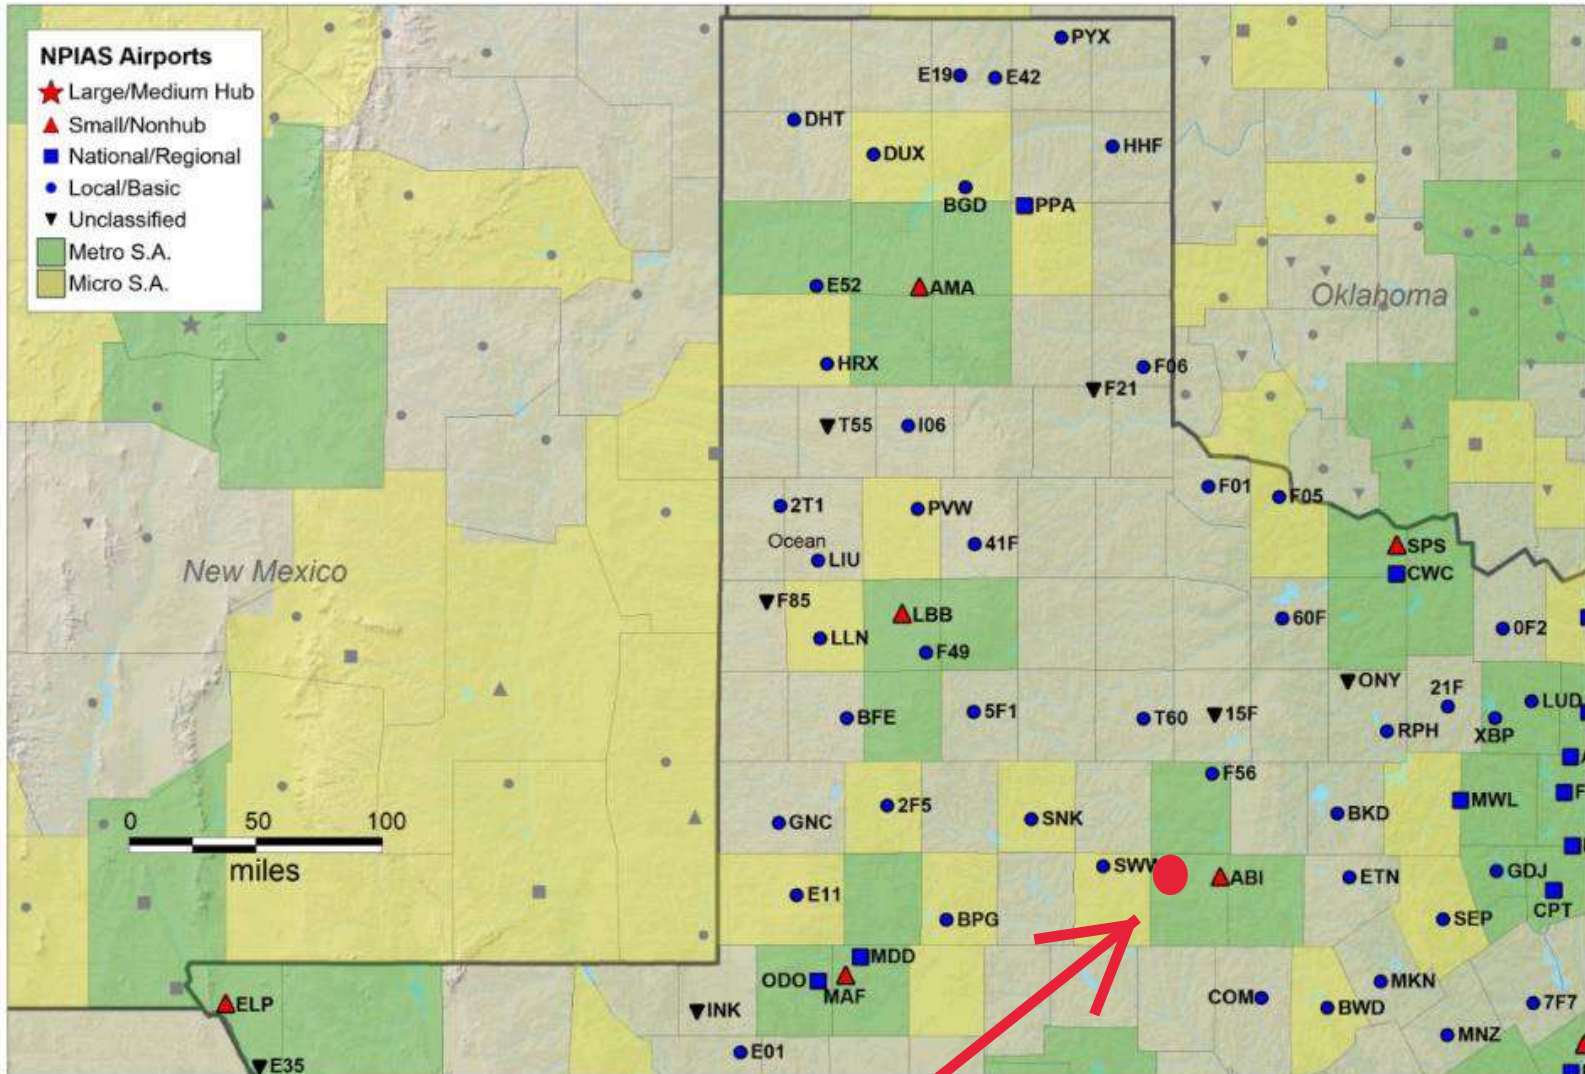 NPIAS Airports
Large/Medium Hub
Small/Nonhub
National/Regional
Local/Basic
Unclassified
Metro S.A.
Micro S.A.
PYX
E19
E42
DHT
DUX
HHF
BGD
PPA
E52
AMA
Oklahoma
HRX
F06
F21
T55
I06
F01
F05
2T1
PVW
Ocean
41F
LIU
SPS
CWC
New Mexico
F85
LBB
60F
0F2
LLN
F49
ONY
21F
LUD
BFE
5F1
T60
15F
RPH
XBP
F56
A
MWL
F
0 50 100
miles
GNC
2F5
SNK
BKD
E11
BPG
SWW
ABI
ETN
GDJ
CPT
SEP
MDD
ODO
MAF
ELP
INK
COM
BWD
MKN
7F7
E35
E01
MNZ